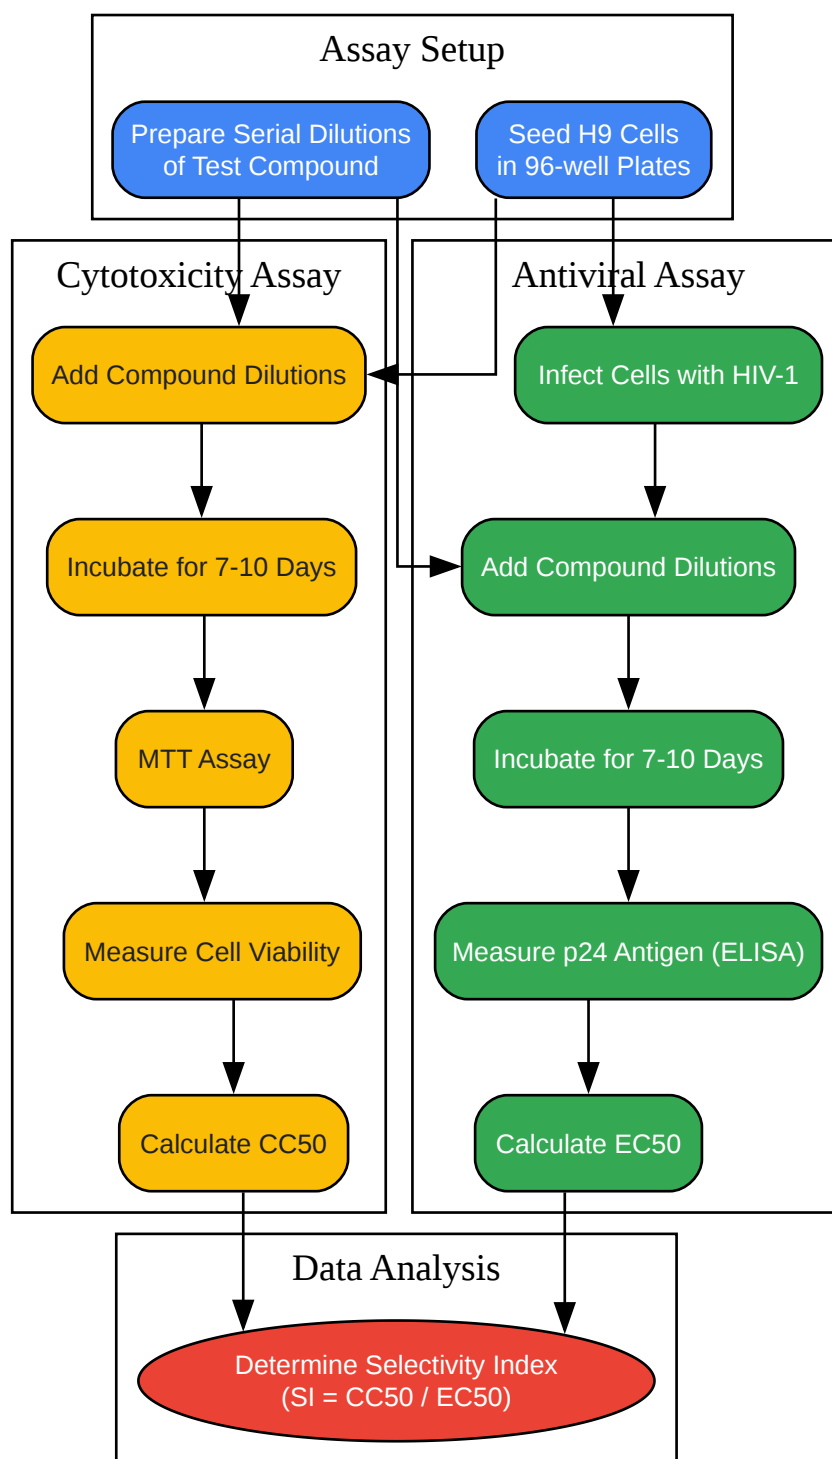 Assay Setup
Prepare Serial Dilutions
of Test Compound
Seed H9 Cells
in 96-well Plates
Cytotoxicity Assay
Add Compound Dilutions
Incubate for 7-10 Days
MTT Assay
Measure Cell Viability
Calculate CC50
Antiviral Assay
Infect Cells with HIV-1
Add Compound Dilutions
Incubate for 7-10 Days
Measure p24 Antigen (ELISA)
Calculate EC50
Data Analysis
Determine Selectivity Index
(SI = CC50 / EC50)